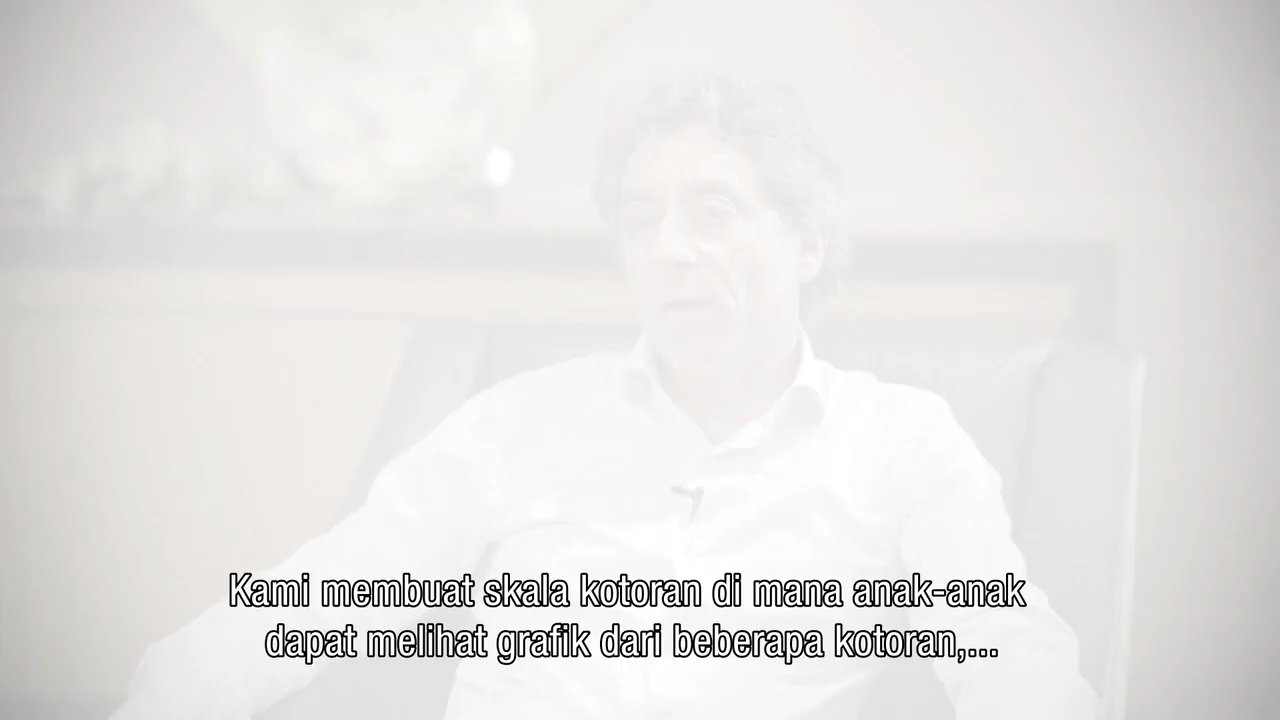 Kami membuat skala kotoran di mana anak-anak
dapat melihat grafik dari beberapa kotoran,...